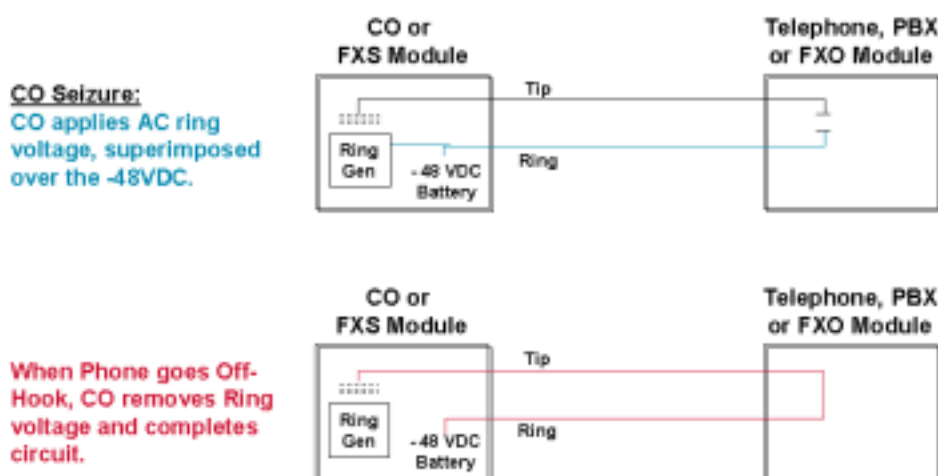 CO or
FXS Module
Telephone, PBX
or FXO Module
CO Seizure:
CO applies AC ring
voltage, superimposed
over the -48VDC.
Tip
Ring
Gen
Ring
- 48 VDC
Battery
CO or
FXS Module
Telephone, PBX
or FXO Module
When Phone goes Off-
Hook, CO removes Ring
voltage and completes
circuit.
Tip
Ring
Gen
Ring
- 48 VDC
Battery